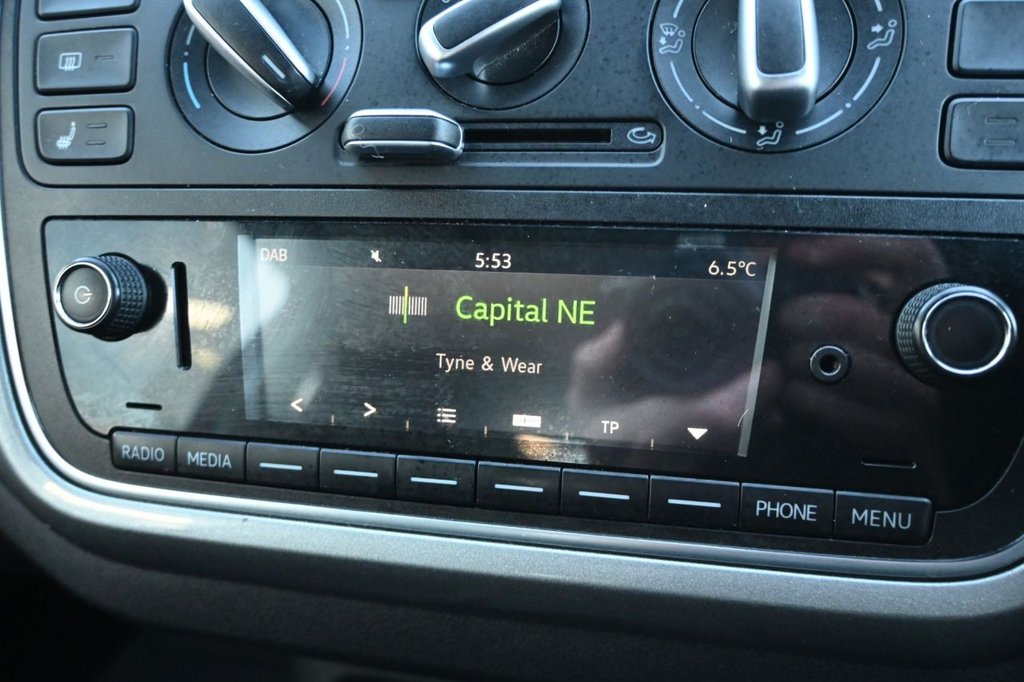 DAB 5:53 6.5°C
Capital NE
Tyne & Wear
< > TP
RADIO MEDIA PHONE MENU